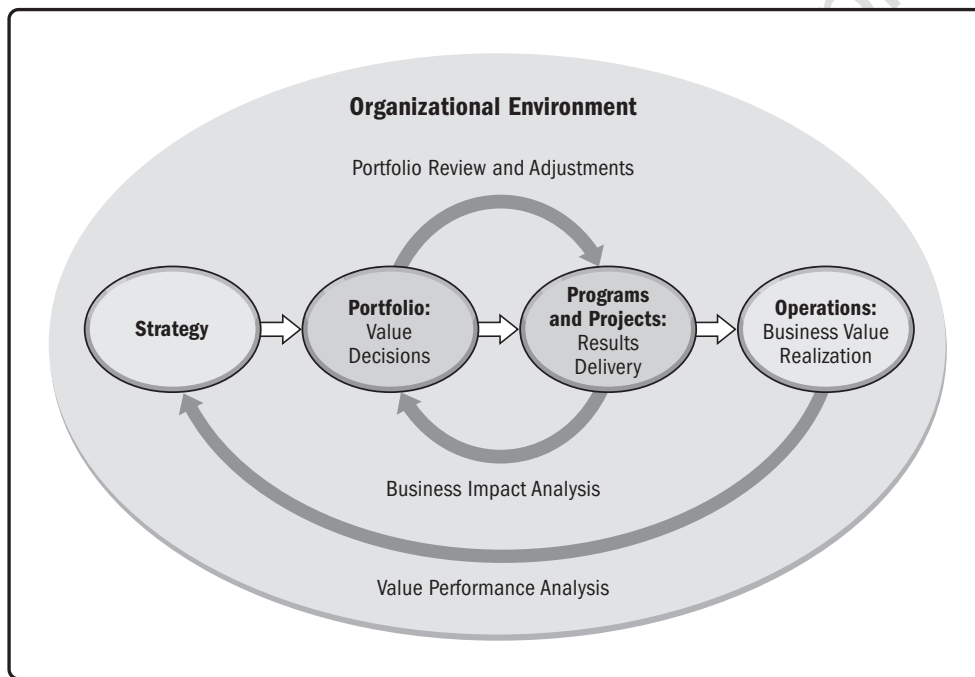 Organizational Environment
Portfolio Review and Adjustments
Strategy
Portfolio:
Value
Decisions
Programs
and Projects:
Results
Delivery
Operations:
Business Value
Realization
Business Impact Analysis
Value Performance Analysis